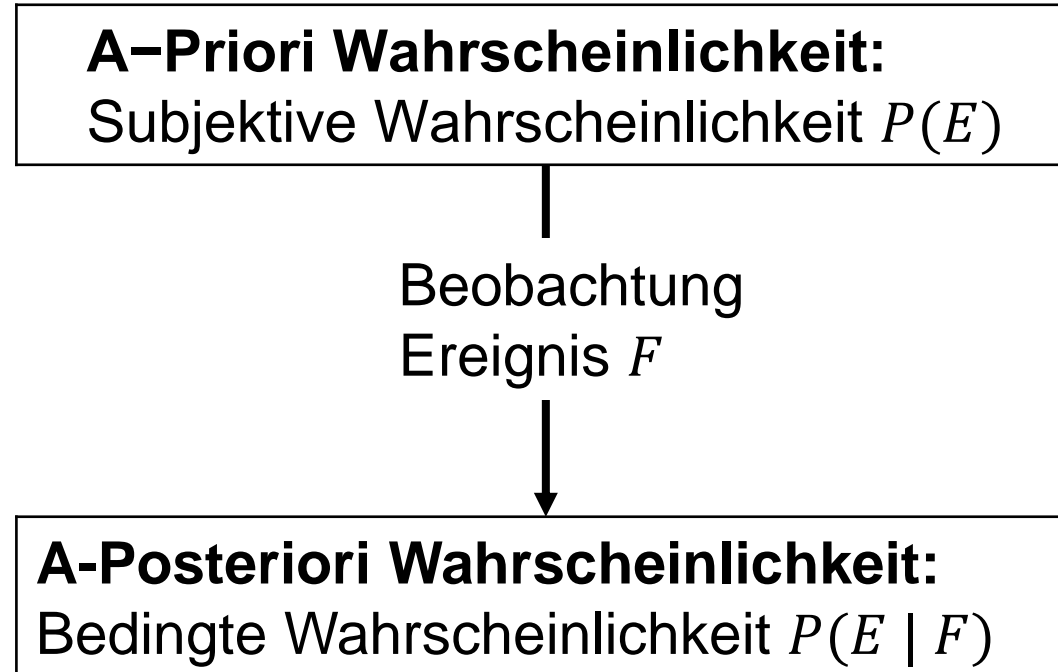 A−Priori Wahrscheinlichkeit:
Subjektive Wahrscheinlichkeit P(E)
Beobachtung
Ereignis F
A-Posteriori Wahrscheinlichkeit:
Bedingte Wahrscheinlichkeit P(E | F)